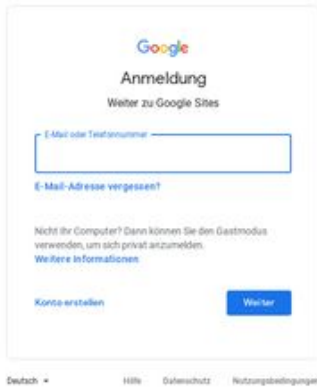 Google
Anmeldung
Weiter zu Google Sites
E-Mail oder Telefonnummer
E-Mail-Adresse vergessen?
Nicht Ihr Computer? Dann können Sie den Gastmodus
verwenden, um sich privat anzumelden.
Weitere Informationen
Konto erstellen
Weiter
Deutsch
Hilfe
Datenschutz
Nutzungsbedingungen